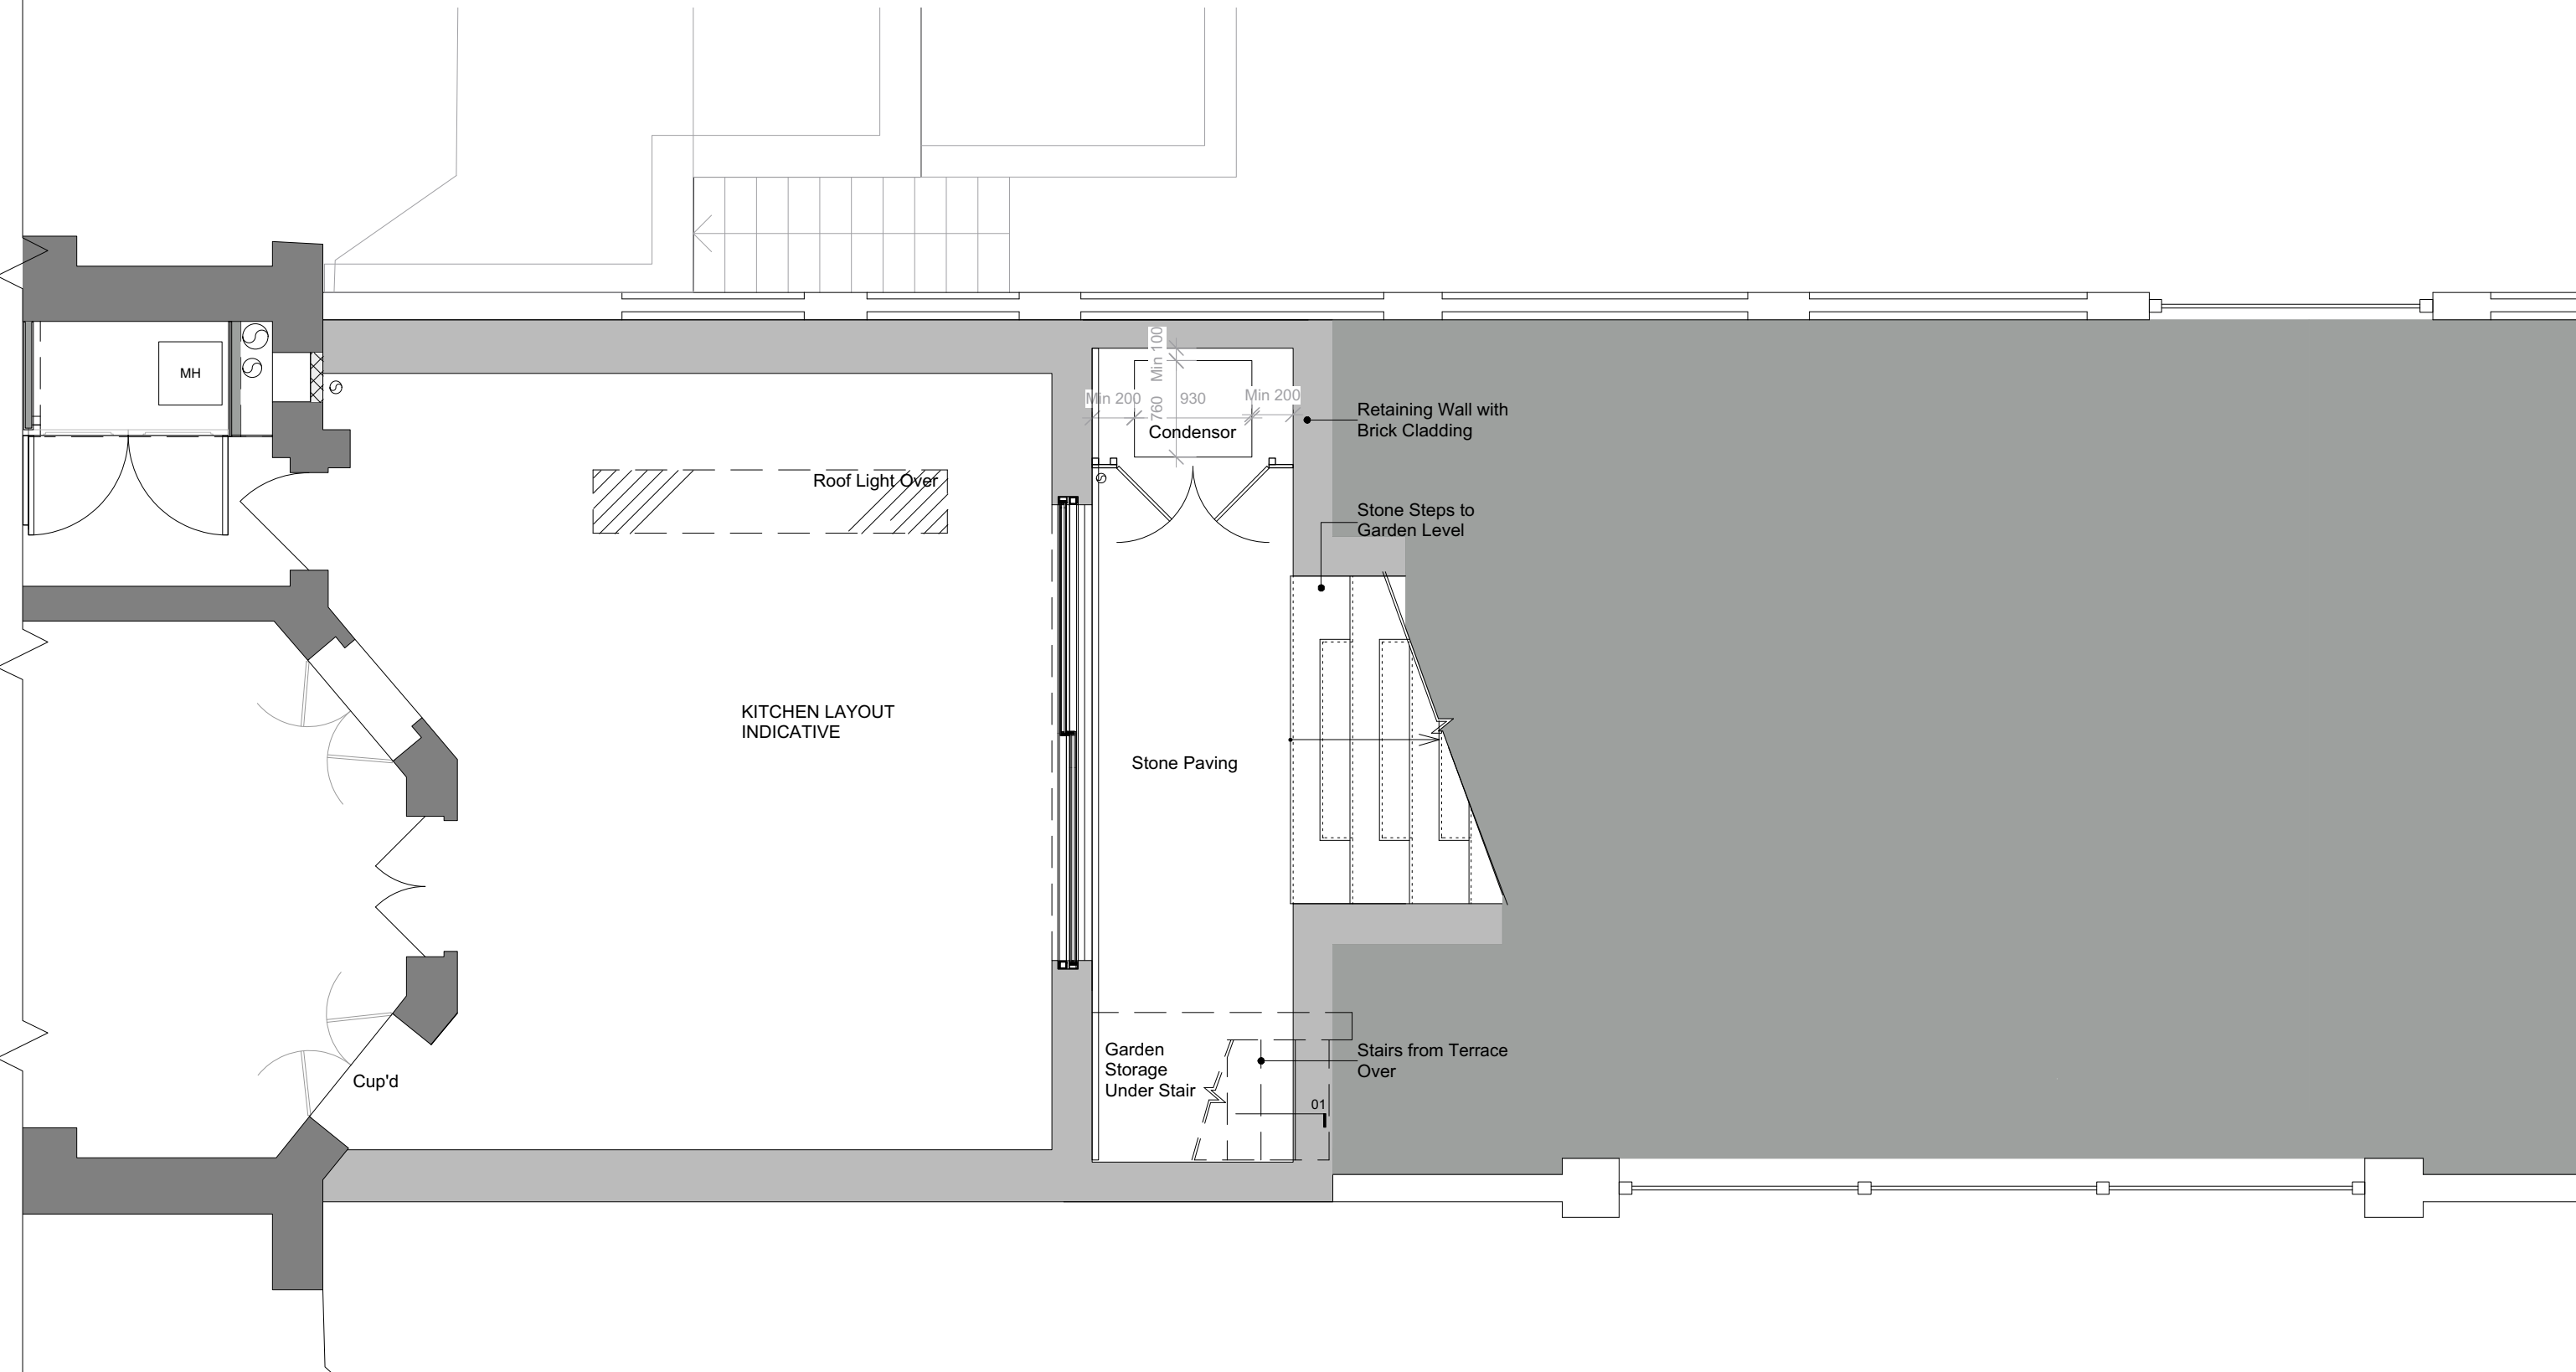 MH
Min 100
760
Min 200
930
Min 200
Condensor
Retaining Wall with
Brick Cladding
Roof Light Over
Stone Steps to
Garden Level
KITCHEN LAYOUT
INDICATIVE
Stone Paving
Garden
Storage
Under Stair
Stairs from Terrace
Over
Cup'd
01